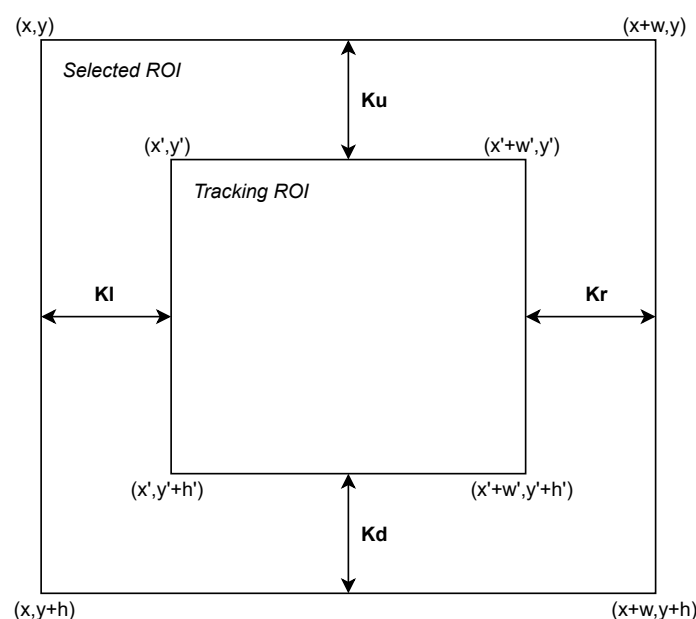 (x,y)
(x+w,y)
Selected ROI
Ku
(x',y')
(x'+w',y')
Tracking ROI
Kl
Kr
(x',y'+h')
(x'+w',y'+h')
Kd
(x,y+h)
(x+w,y+h)